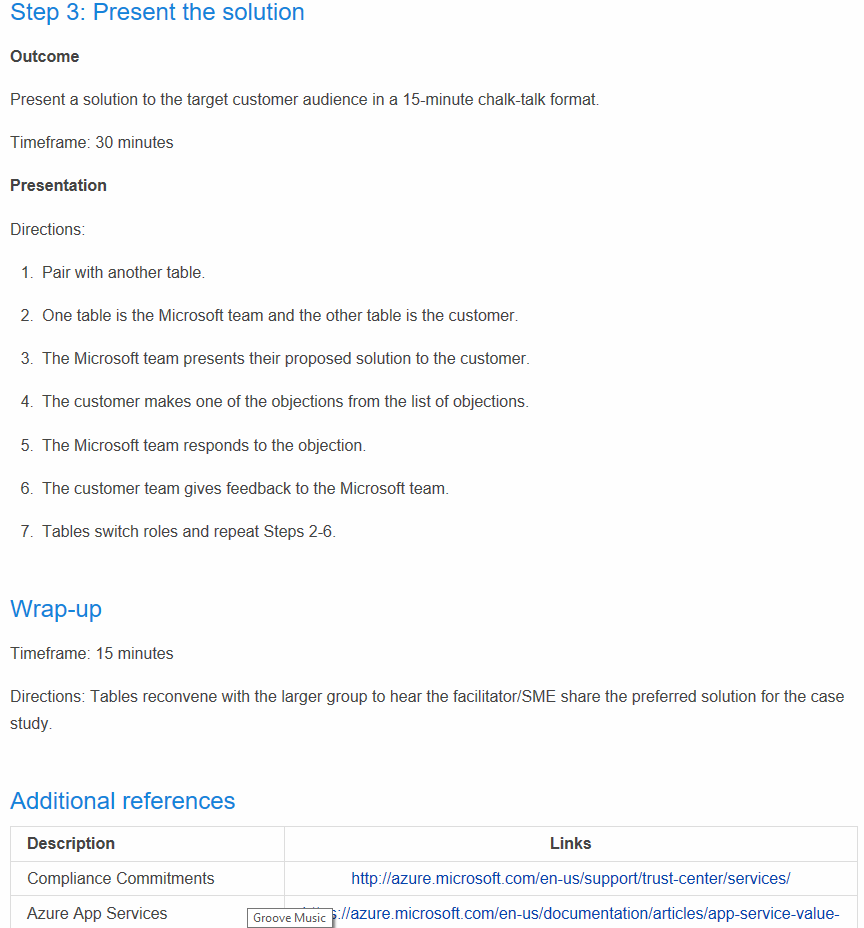 Step 3: Present the solution
Outcome
Present a solution to the target customer audience in a 15-minute chalk-talk format.
Timeframe: 30 minutes
Presentation
Directions:
1. Pair with another table.
2. One table is the Microsoft team and the other table is the customer.
3. The Microsoft team presents their proposed solution to the customer.
4. The customer makes one of the objections from the list of objections.
5. The Microsoft team responds to the objection.
6. The customer team gives feedback to the Microsoft team.
7. Tables switch roles and repeat Steps 2-6.
Wrap-up
Timeframe: 15 minutes
Directions: Tables reconvene with the larger group to hear the facilitator/SME share the preferred solution for the case
study.
Additional references
Description Links
Compliance Commitments http://azure.microsoft.com/en-us/support/trust-center/services/
Azure App Services Groove Music ://azure.microsoft.com/en-us/documentation/articles/app-service-value-